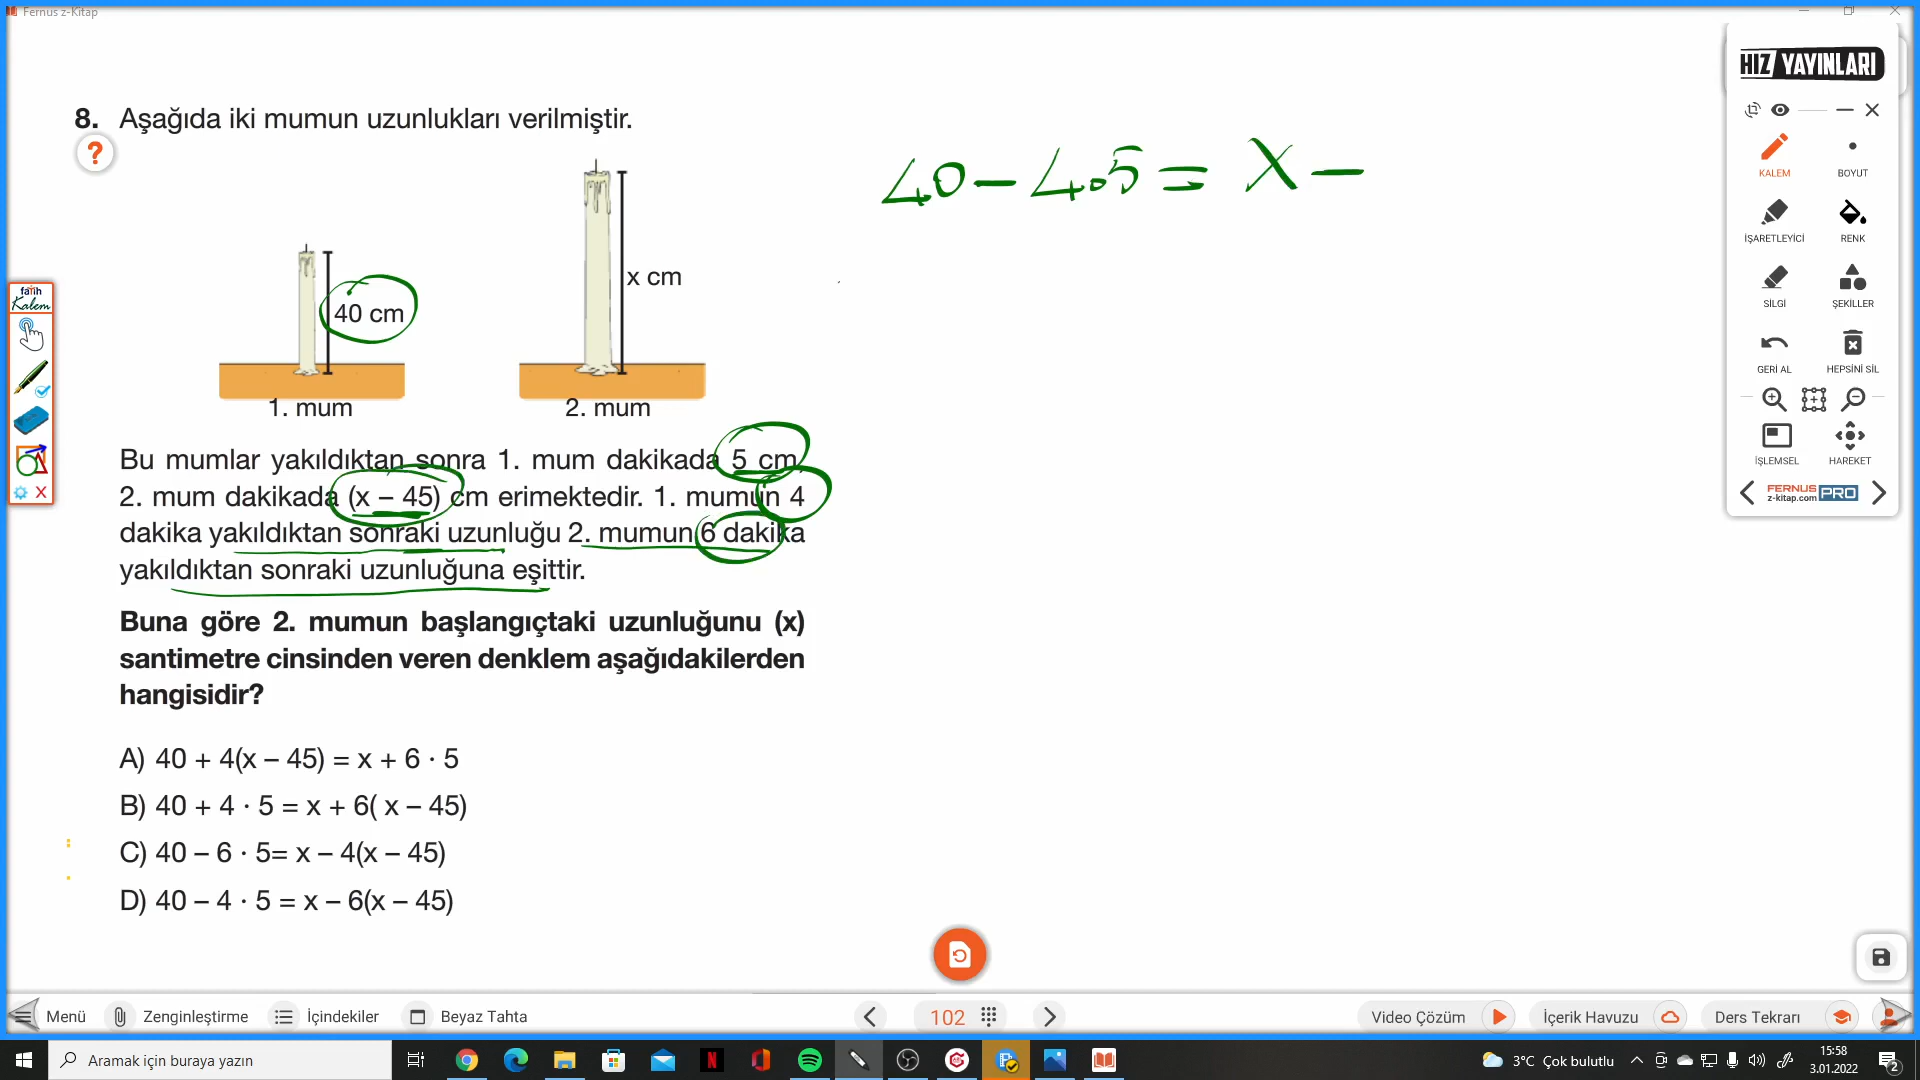 Fernus z-Kitap
HIZ YAYINLARI
8. Aşağıda iki mumun uzunlukları verilmiştir.
40 - 4.5 = x -
KALEM
BOYUT
İŞARETLEYİCİ
RENK
x cm
fatih
Kalem
40 cm
SİLGİ
ŞEKİLLER
GERİ AL
HEPSİNİ SİL
1. mum
2. mum
İŞLEMSEL
HAREKET
Bu mumlar yakıldıktan sonra 1. mum dakikada 5 cm,
2. mum dakikada (x – 45) cm erimektedir. 1. mumun 4
dakika yakıldıktan sonraki uzunluğu 2. mumun 6 dakika
yakıldıktan sonraki uzunluğuna eşittir.
FERNUS
z-kitap.com PRO
Buna göre 2. mumun başlangıçtaki uzunluğunu (x)
santimetre cinsinden veren denklem aşağıdakilerden
hangisidir?
A) 40 + 4(x – 45) = x + 6 · 5
B) 40 + 4 · 5 = x + 6( x – 45)
C) 40 – 6 · 5= x – 4(x – 45)
D) 40 – 4 · 5 = x – 6(x – 45)
Menü
Zenginleştirme
İçindekiler
Beyaz Tahta
102
Video Çözüm
İçerik Havuzu
Ders Tekrarı
Aramak için buraya yazın
3°C Çok bulutlu
15:58
3.01.2022
2